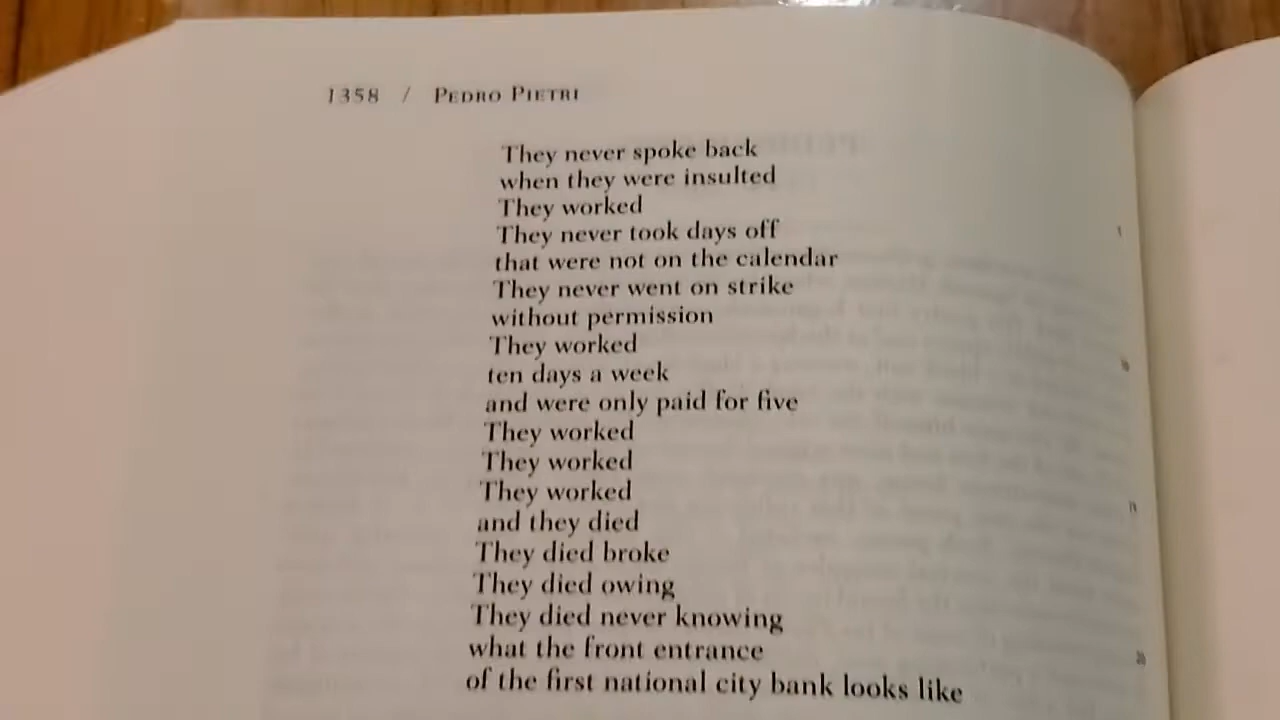 1358 / PEDRO PIETRI
They never spoke back
when they were insulted
They worked
They never took days off
that were not on the calendar
They never went on strike
without permission
They worked
ten days a week
and were only paid for five
They worked
They worked
They worked
and they died
They died broke
They died owing
They died never knowing
what the front entrance
of the first national city bank looks like